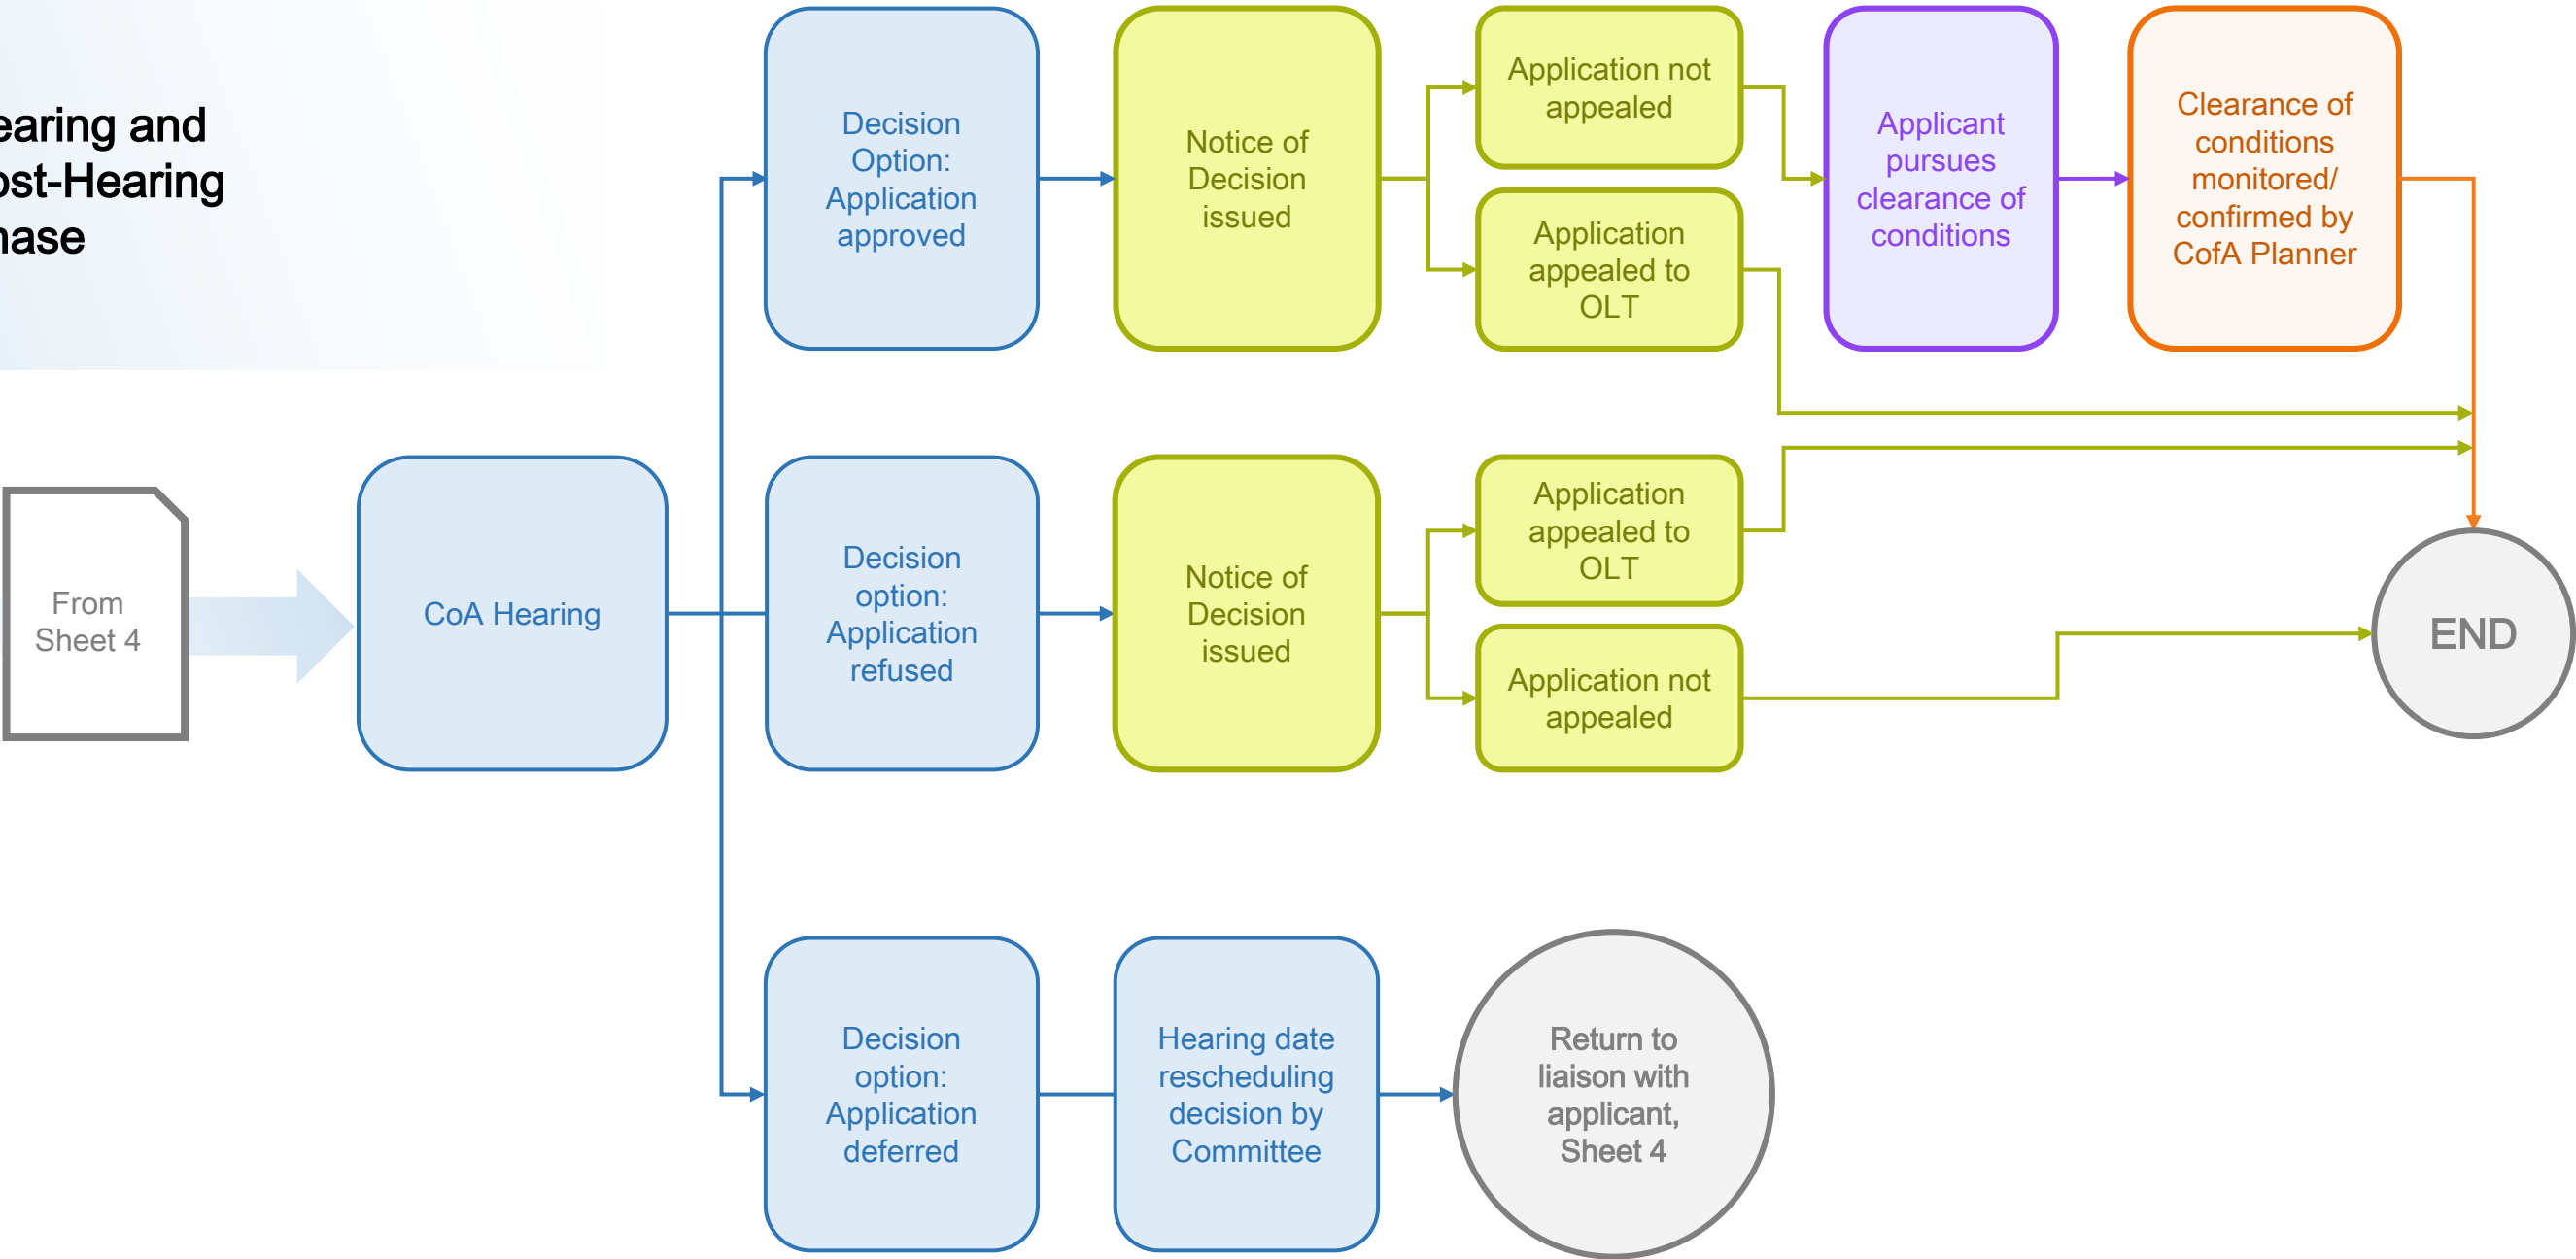 earing and
ost-Hearing
hase
Decision
Option:
Application
approved
Notice of
Decision
issued
Application not
appealed
Application
appealed to
OLT
Applicant
pursues
clearance of
conditions
Clearance of
conditions
monitored/
confirmed by
CofA Planner
From
Sheet 4
CoA Hearing
Decision
option:
Application
refused
Notice of
Decision
issued
Application
appealed to
OLT
Application not
appealed
END
Decision
option:
Application
deferred
Hearing date
rescheduling
decision by
Committee
Return to
liaison with
applicant,
Sheet 4